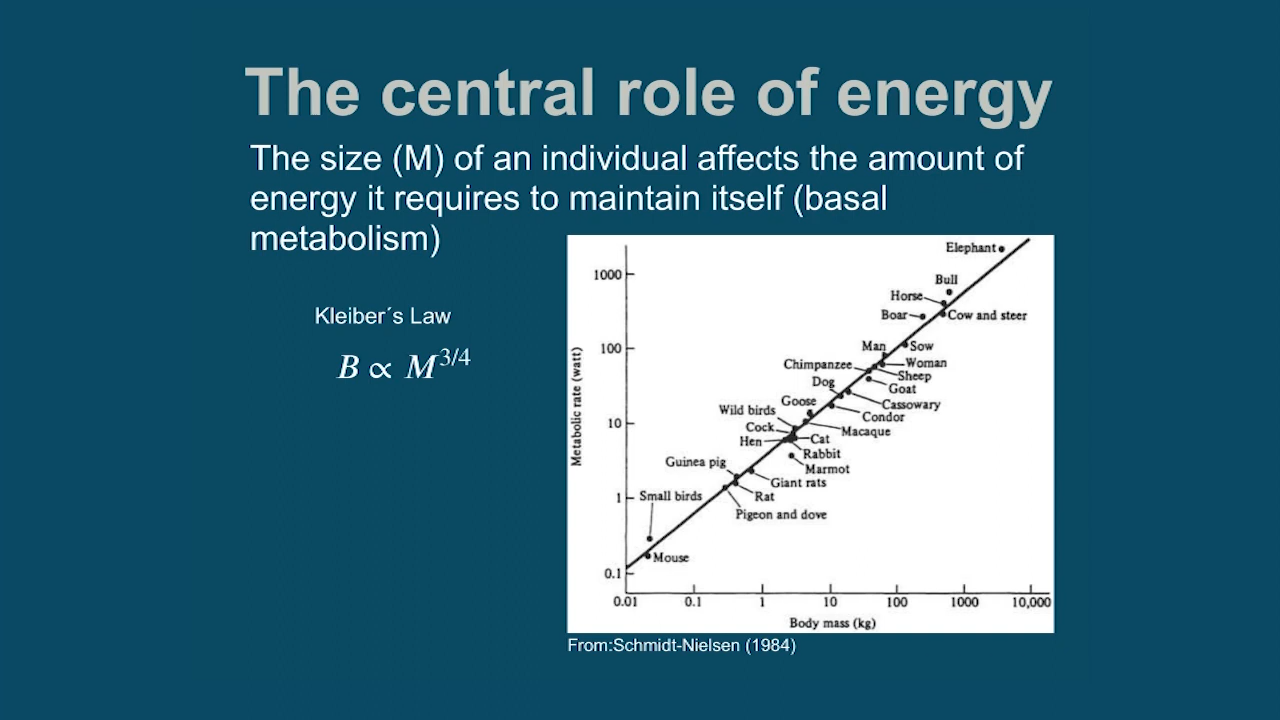 The central role of energy
The size (M) of an individual affects the amount of
energy it requires to maintain itself (basal
metabolism)
Kleiber´s Law
B ∝ M^3/4
Metabolic rate (watt)
1000
100
10
1
0.1
Elephant
Bull
Horse
Boar
Cow and steer
Man
Sow
Chimpanzee
Woman
Sheep
Dog
Goat
Goose
Cassowary
Wild birds
Condor
Cock
Macaque
Hen
Cat
Rabbit
Guinea pig
Marmot
Giant rats
Small birds
Rat
Pigeon and dove
Mouse
0.01
0.1
1
10
100
1000
10,000
Body mass (kg)
From:Schmidt-Nielsen (1984)